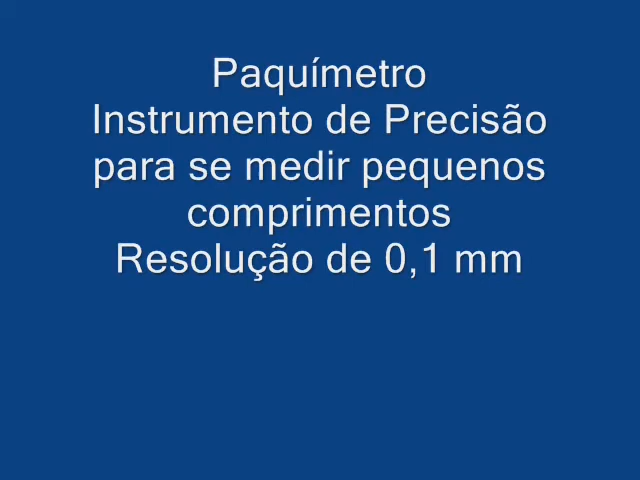 Paquímetro
Instrumento de Precisão
para se medir pequenos
comprimentos
Resolução de 0,1 mm